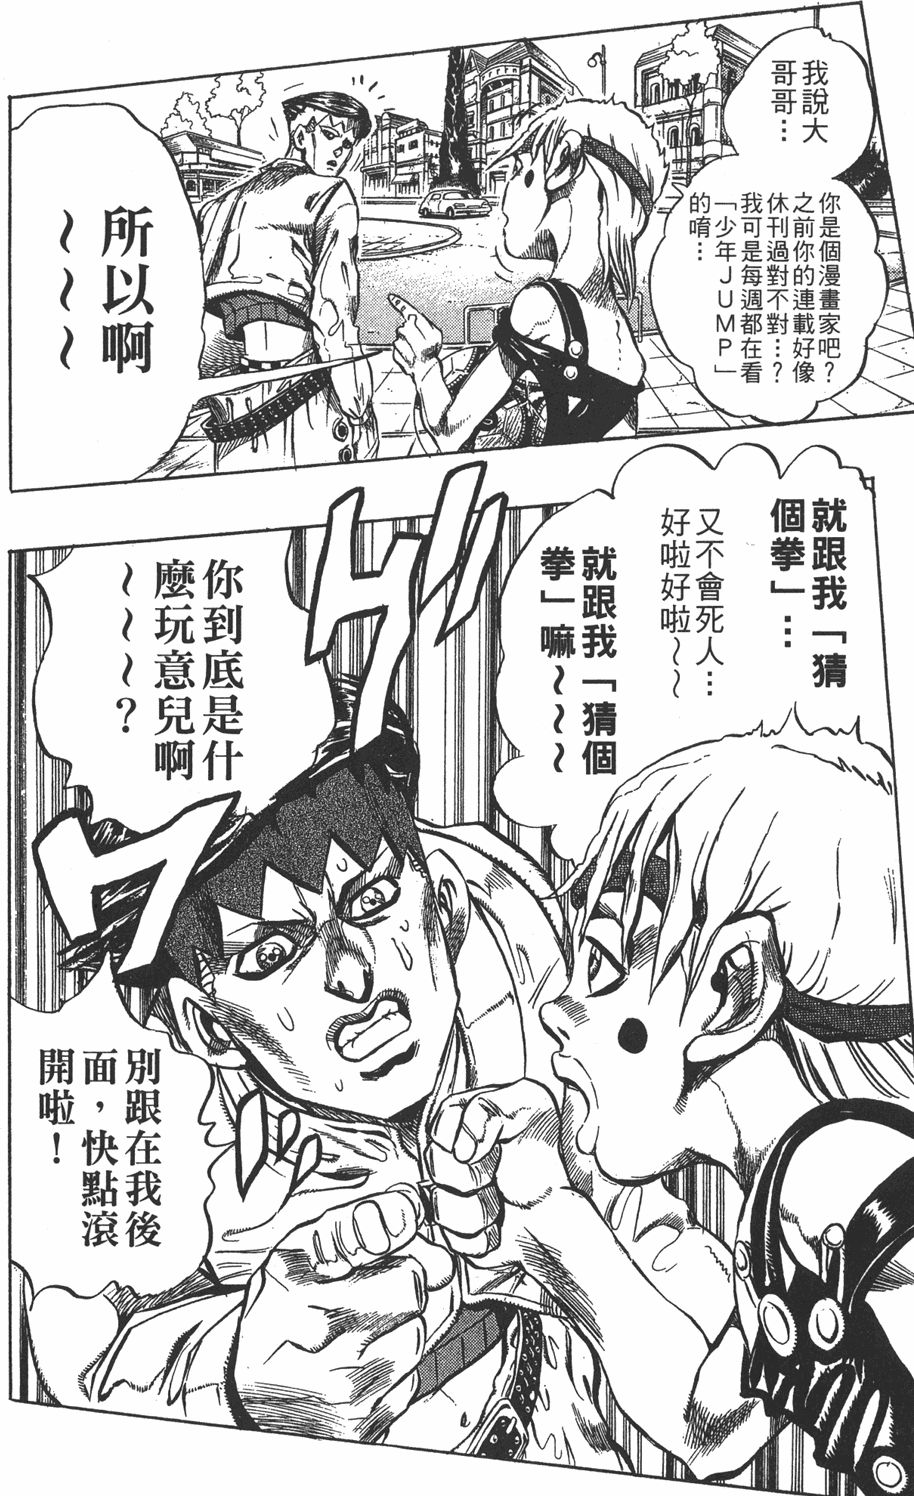 我說大
哥哥…
你是個漫畫家吧？
之前你的連載好像
休刊過對不對…？
我可是每週都在看
「少年ＪＵＭＰ」
的唷…
所以啊
～～～
就跟我「猜
個拳」…
又不會死人…
好啦好啦～～
就跟我「猜個
拳」嘛～～～
你到底是什
麼玩意兒啊
～～～？
別跟在我後
面，快點滾
開啦！